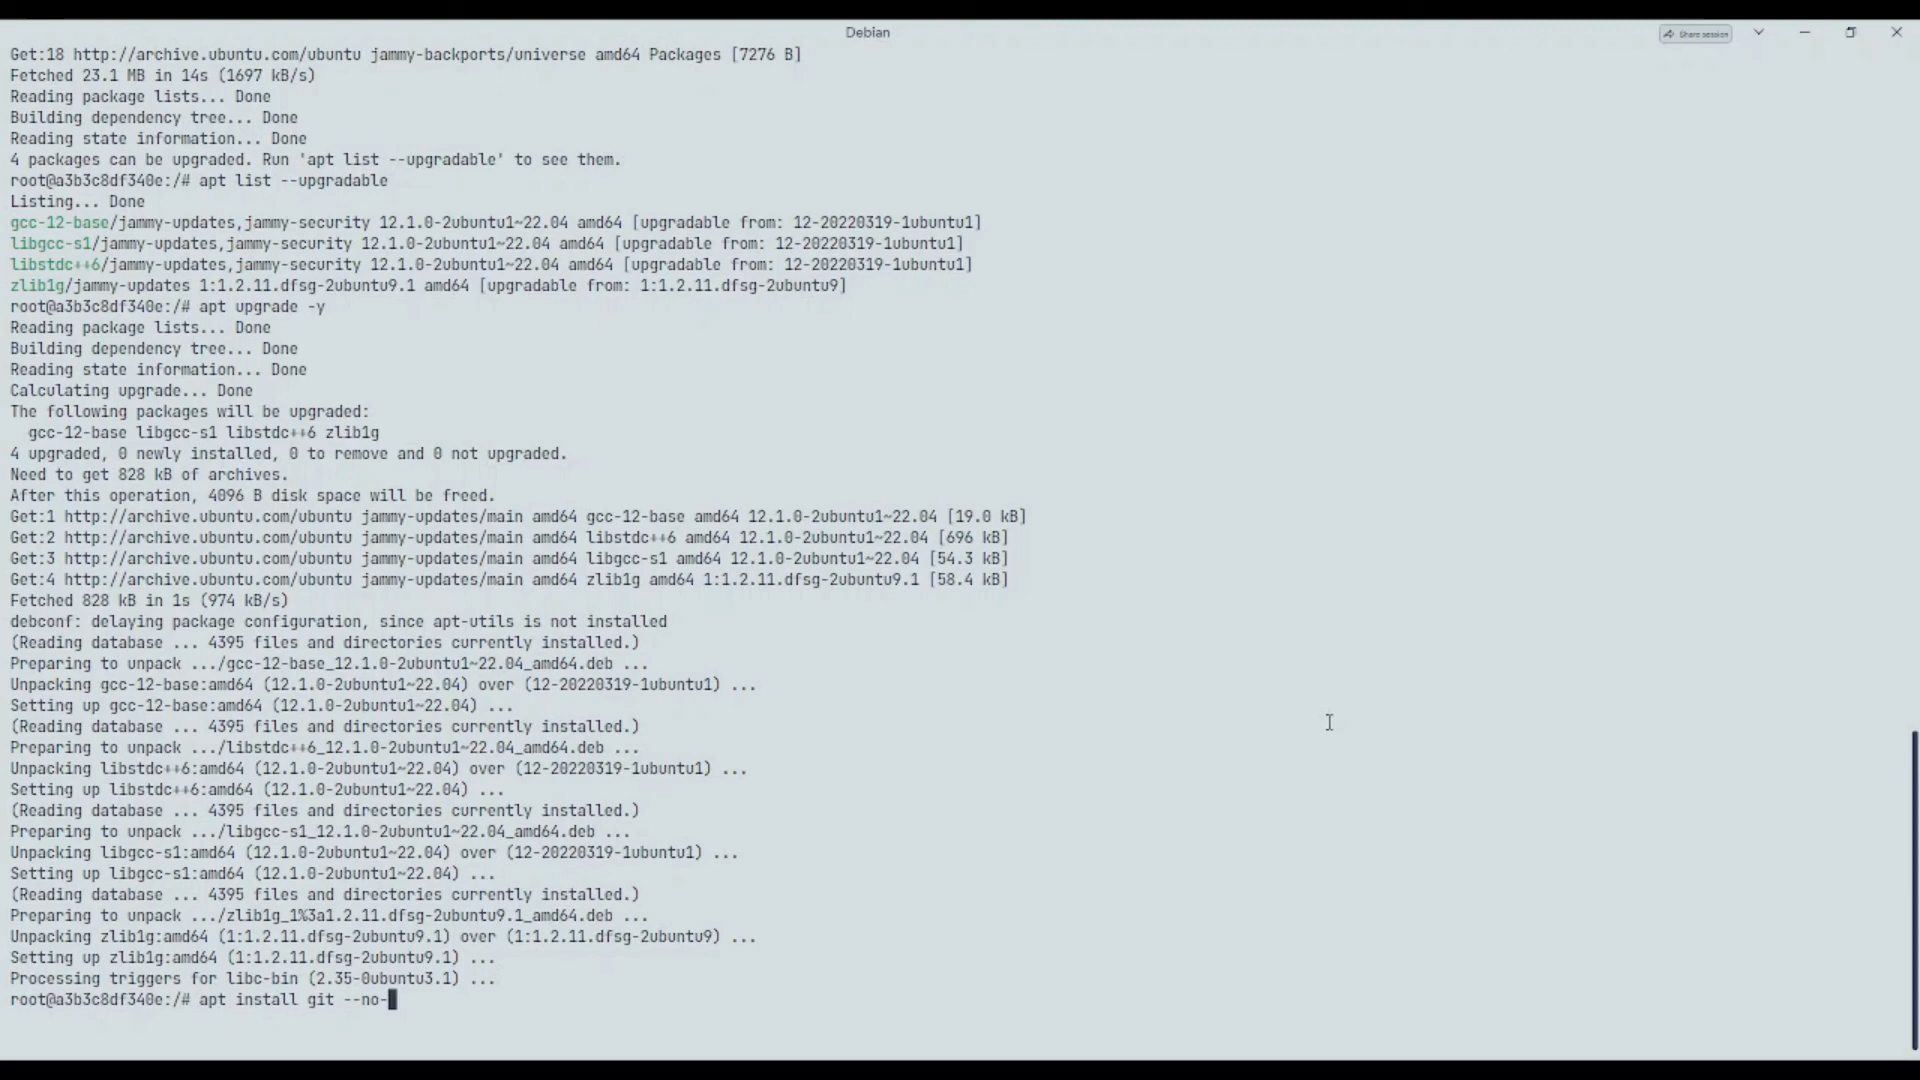 Debian
Share session
Get:18 http://archive.ubuntu.com/ubuntu jammy-backports/universe amd64 Packages [7276 B]
Fetched 23.1 MB in 14s (1697 kB/s)
Reading package lists... Done
Building dependency tree... Done
Reading state information... Done
4 packages can be upgraded. Run 'apt list --upgradable' to see them.
root@a3b3c8df340e:/# apt list --upgradable
Listing... Done
gcc-12-base/jammy-updates,jammy-security 12.1.0-2ubuntu1~22.04 amd64 [upgradable from: 12-20220319-1ubuntu1]
libgcc-s1/jammy-updates,jammy-security 12.1.0-2ubuntu1~22.04 amd64 [upgradable from: 12-20220319-1ubuntu1]
libstdc++6/jammy-updates,jammy-security 12.1.0-2ubuntu1~22.04 amd64 [upgradable from: 12-20220319-1ubuntu1]
zlib1g/jammy-updates 1:1.2.11.dfsg-2ubuntu9.1 amd64 [upgradable from: 1:1.2.11.dfsg-2ubuntu9]
root@a3b3c8df340e:/# apt upgrade -y
Reading package lists... Done
Building dependency tree... Done
Reading state information... Done
Calculating upgrade... Done
The following packages will be upgraded:
  gcc-12-base libgcc-s1 libstdc++6 zlib1g
4 upgraded, 0 newly installed, 0 to remove and 0 not upgraded.
Need to get 828 kB of archives.
After this operation, 4096 B disk space will be freed.
Get:1 http://archive.ubuntu.com/ubuntu jammy-updates/main amd64 gcc-12-base amd64 12.1.0-2ubuntu1~22.04 [19.0 kB]
Get:2 http://archive.ubuntu.com/ubuntu jammy-updates/main amd64 libstdc++6 amd64 12.1.0-2ubuntu1~22.04 [696 kB]
Get:3 http://archive.ubuntu.com/ubuntu jammy-updates/main amd64 libgcc-s1 amd64 12.1.0-2ubuntu1~22.04 [54.3 kB]
Get:4 http://archive.ubuntu.com/ubuntu jammy-updates/main amd64 zlib1g amd64 1:1.2.11.dfsg-2ubuntu9.1 [58.4 kB]
Fetched 828 kB in 1s (974 kB/s)
debconf: delaying package configuration, since apt-utils is not installed
(Reading database ... 4395 files and directories currently installed.)
Preparing to unpack .../gcc-12-base_12.1.0-2ubuntu1~22.04_amd64.deb ...
Unpacking gcc-12-base:amd64 (12.1.0-2ubuntu1~22.04) over (12-20220319-1ubuntu1) ...
Setting up gcc-12-base:amd64 (12.1.0-2ubuntu1~22.04) ...
(Reading database ... 4395 files and directories currently installed.)
Preparing to unpack .../libstdc++6_12.1.0-2ubuntu1~22.04_amd64.deb ...
Unpacking libstdc++6:amd64 (12.1.0-2ubuntu1~22.04) over (12-20220319-1ubuntu1) ...
Setting up libstdc++6:amd64 (12.1.0-2ubuntu1~22.04) ...
(Reading database ... 4395 files and directories currently installed.)
Preparing to unpack .../libgcc-s1_12.1.0-2ubuntu1~22.04_amd64.deb ...
Unpacking libgcc-s1:amd64 (12.1.0-2ubuntu1~22.04) over (12-20220319-1ubuntu1) ...
Setting up libgcc-s1:amd64 (12.1.0-2ubuntu1~22.04) ...
(Reading database ... 4395 files and directories currently installed.)
Preparing to unpack .../zlib1g_1%3a1.2.11.dfsg-2ubuntu9.1_amd64.deb ...
Unpacking zlib1g:amd64 (1:1.2.11.dfsg-2ubuntu9.1) over (1:1.2.11.dfsg-2ubuntu9) ...
Setting up zlib1g:amd64 (1:1.2.11.dfsg-2ubuntu9.1) ...
Processing triggers for libc-bin (2.35-0ubuntu3.1) ...
root@a3b3c8df340e:/# apt install git --no-